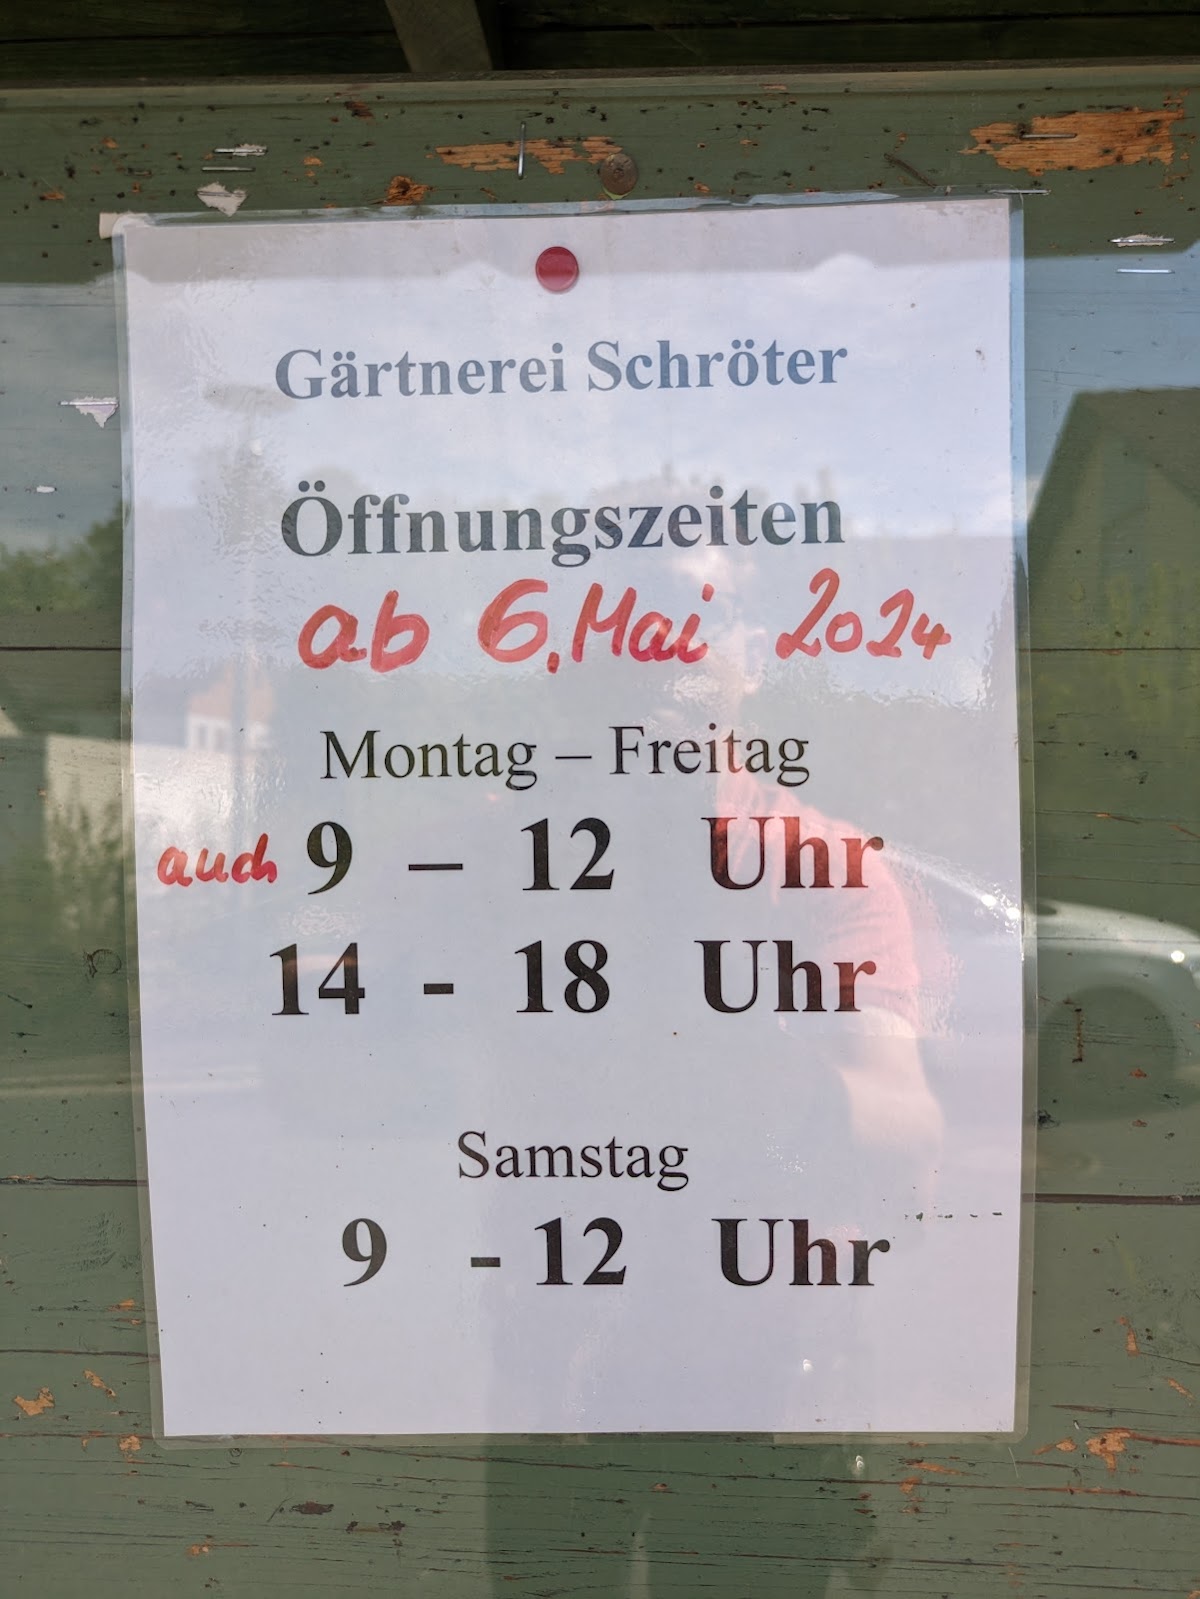 Gärtnerei Schröter
Öffnungszeiten
ab 6. Mai 2024
Montag – Freitag
auch 9 – 12 Uhr
14 - 18 Uhr
Samstag
9 - 12 Uhr